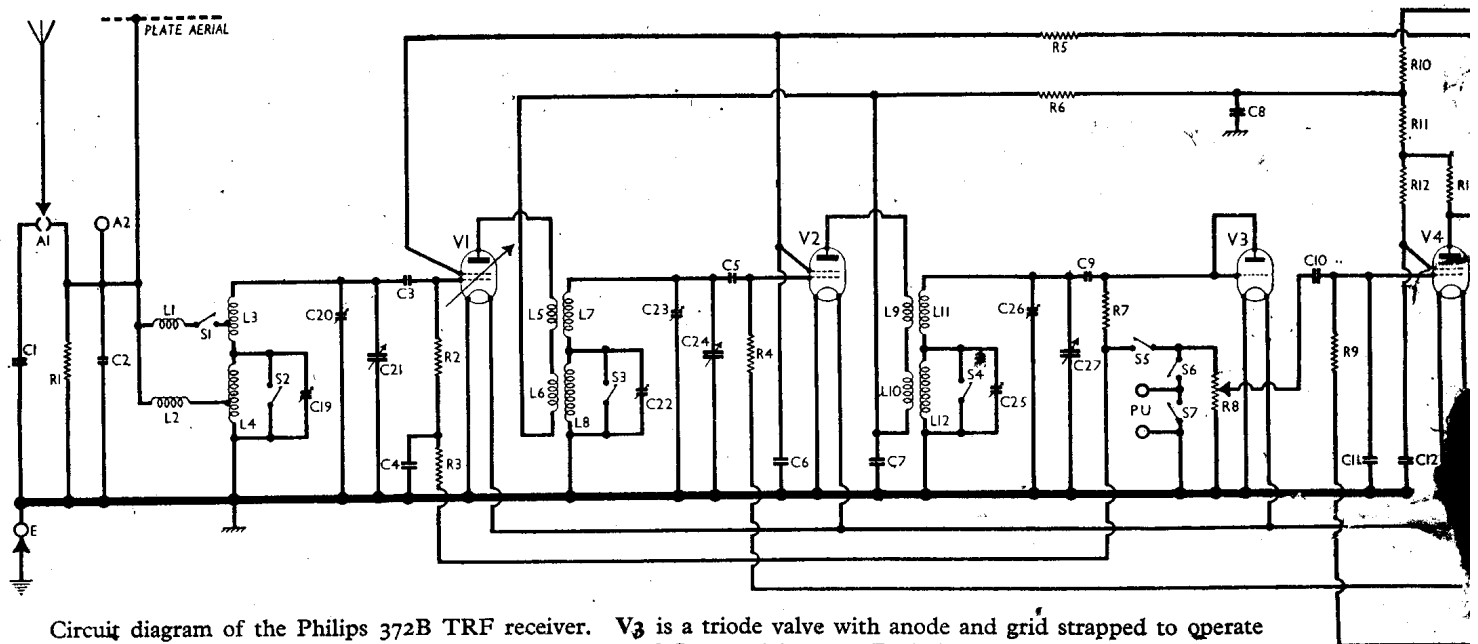 PLATE AERIAL
R5
R10
R6
C8
R11
R12
A1
A2
V1
V2
V3
V4
C3
C5
C9
C10
L1
S1
L3
C20
C21
L5
L7
C23
C24
L9
L11
C26
C27
R7
S5
S6
R9
C1
R1
C2
S2
C19
R2
L6
S3
C22
R4
L10
S4
C25
PU
S7
R8
L2
L4
L8
L12
C4
R3
C6
C7
C11
C12
E
Circuit diagram of the Philips 372B TRF receiver. V3 is a triode valve with anode and grid strapped to operate